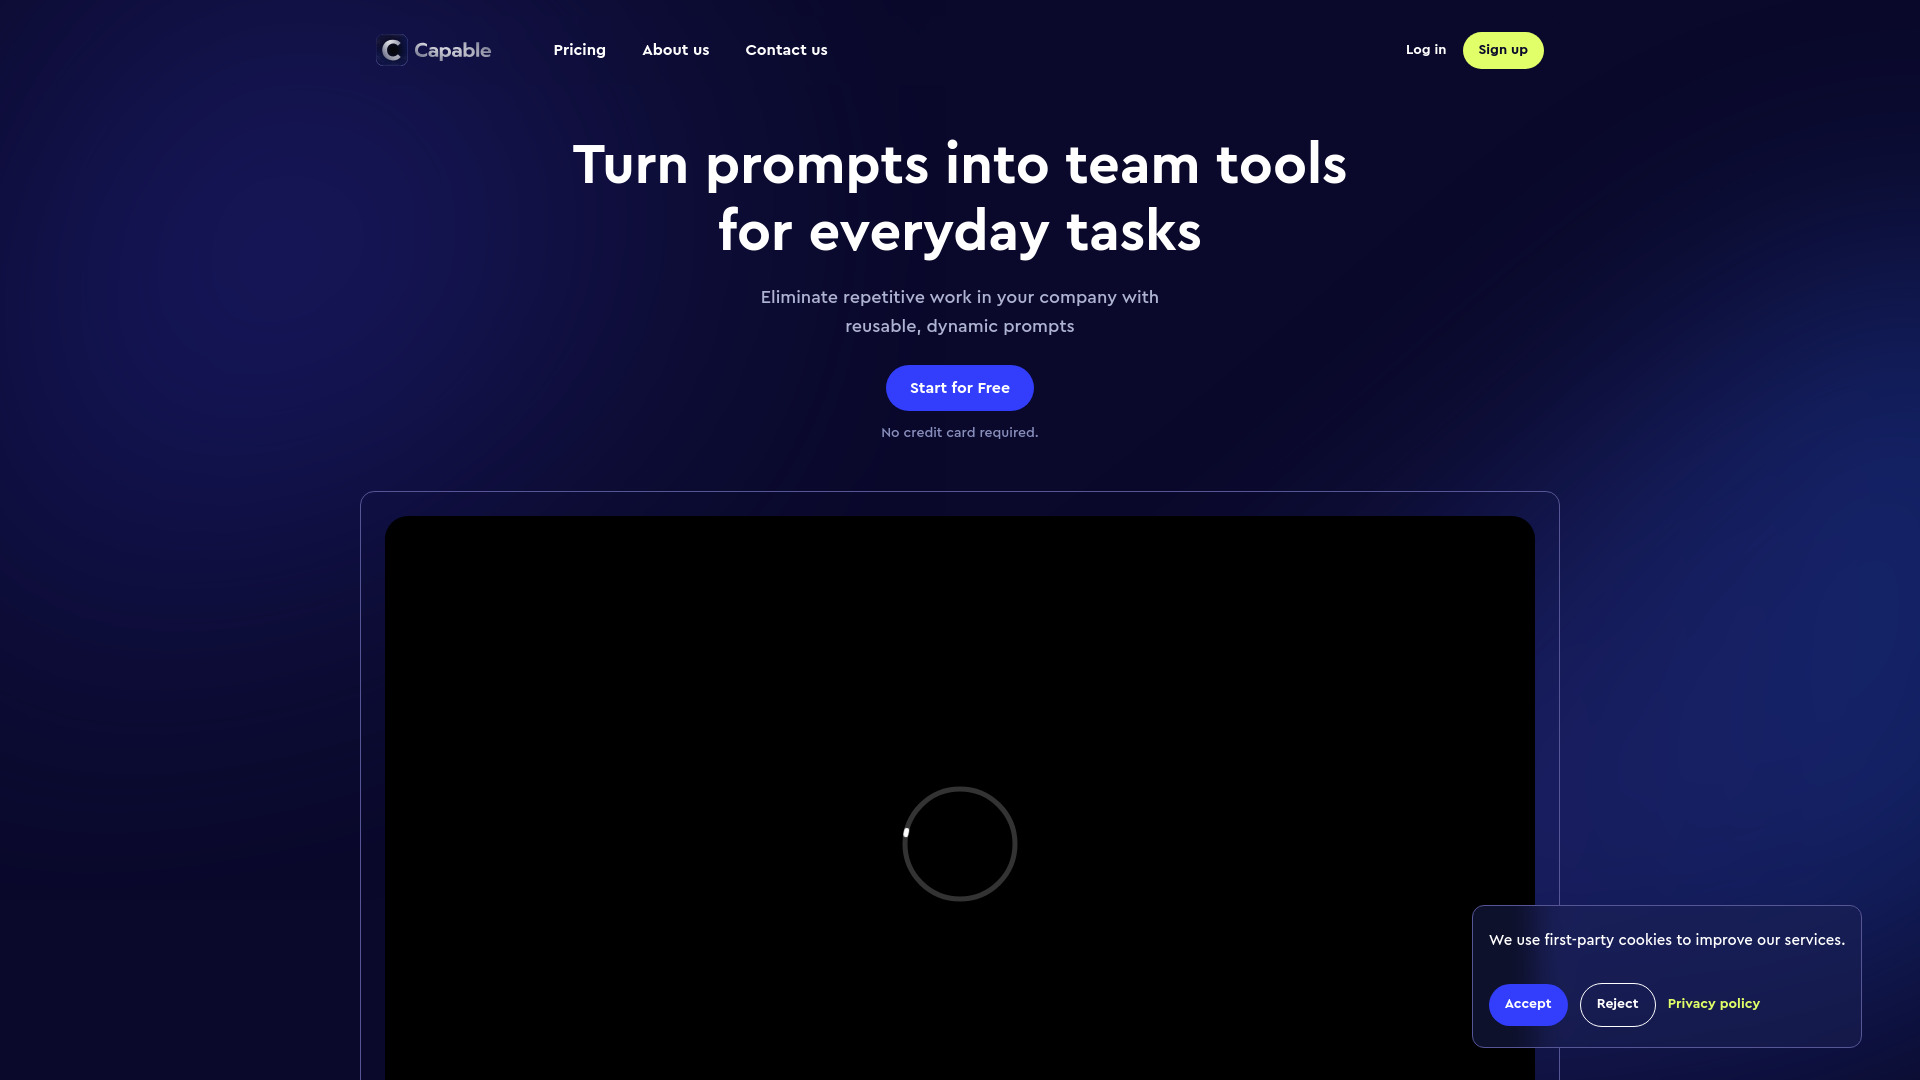 Capable
Pricing
About us
Contact us
Log in
Sign up
Turn prompts into team tools
for everyday tasks
Eliminate repetitive work in your company with
reusable, dynamic prompts
Start for Free
No credit card required.
We use first-party cookies to improve our services.
Accept
Reject
Privacy policy